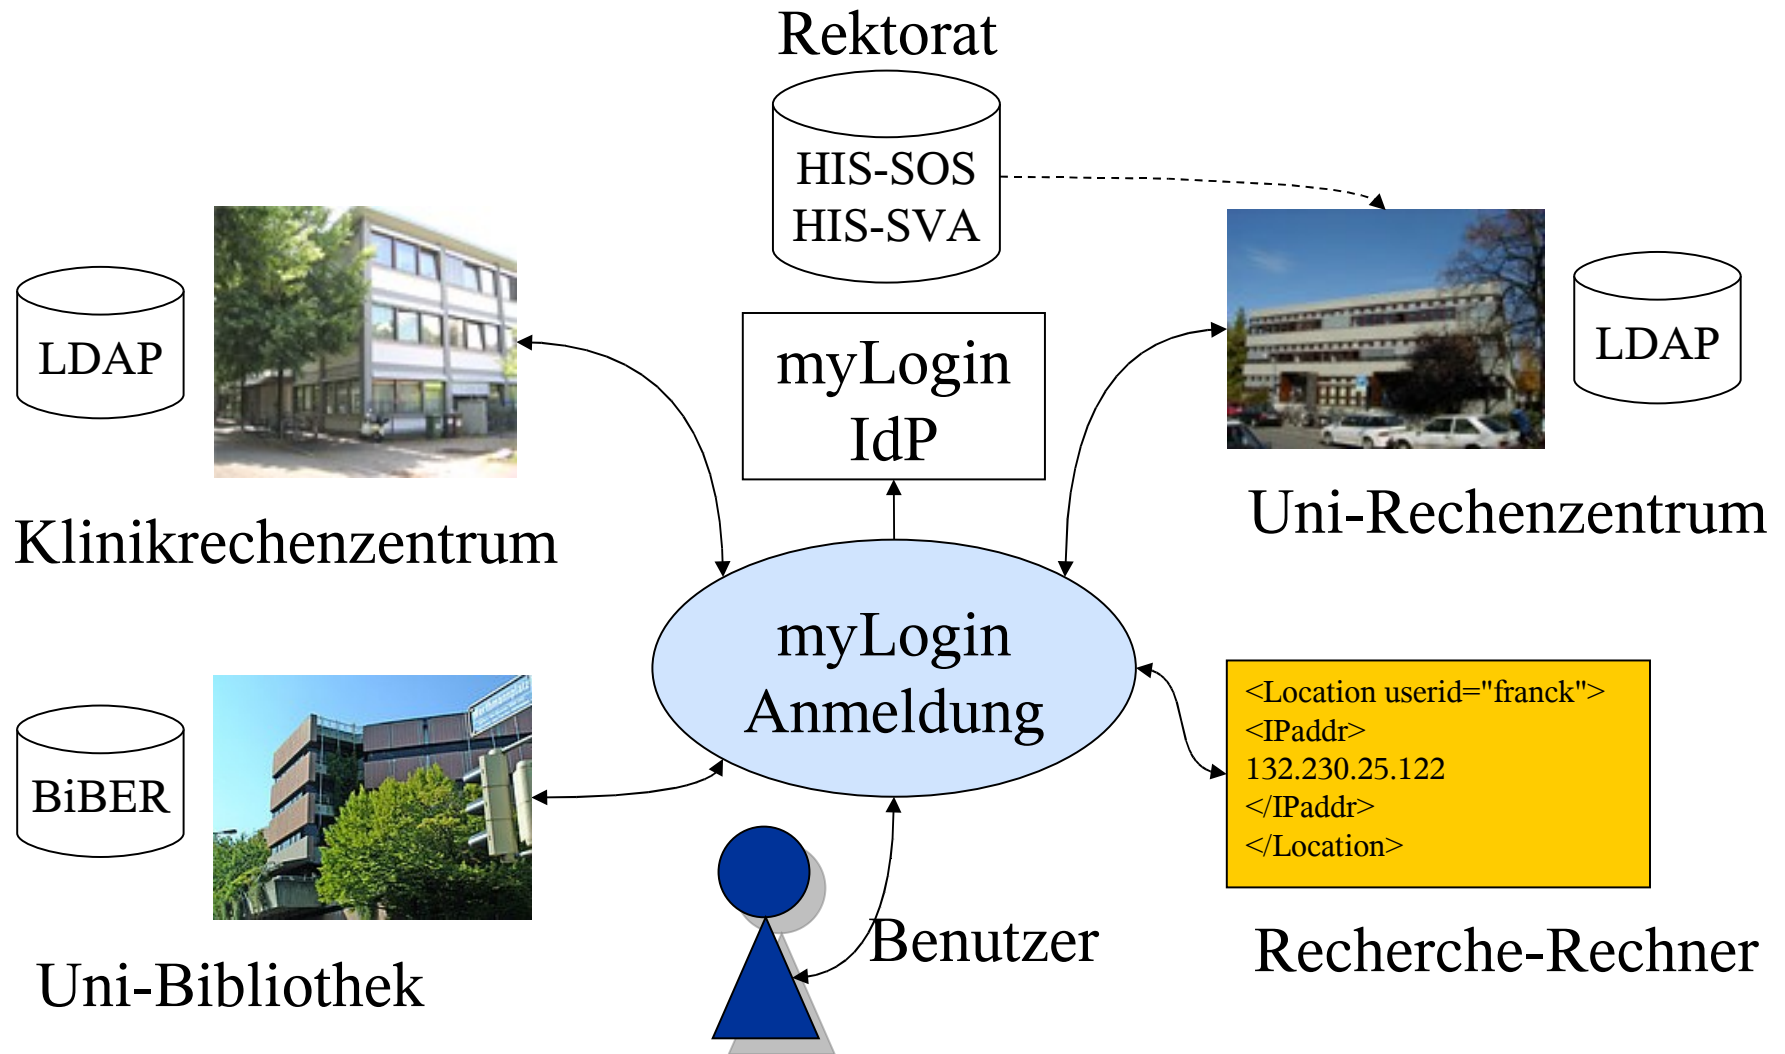 Rektorat
HIS-SOS
HIS-SVA
LDAP
myLogin
IdP
LDAP
Klinikrechenzentrum
Uni-Rechenzentrum
myLogin
Anmeldung
BiBER
<Location userid="franck">
<IPaddr>
132.230.25.122
</IPaddr>
</Location>
Benutzer
Uni-Bibliothek
Recherche-Rechner